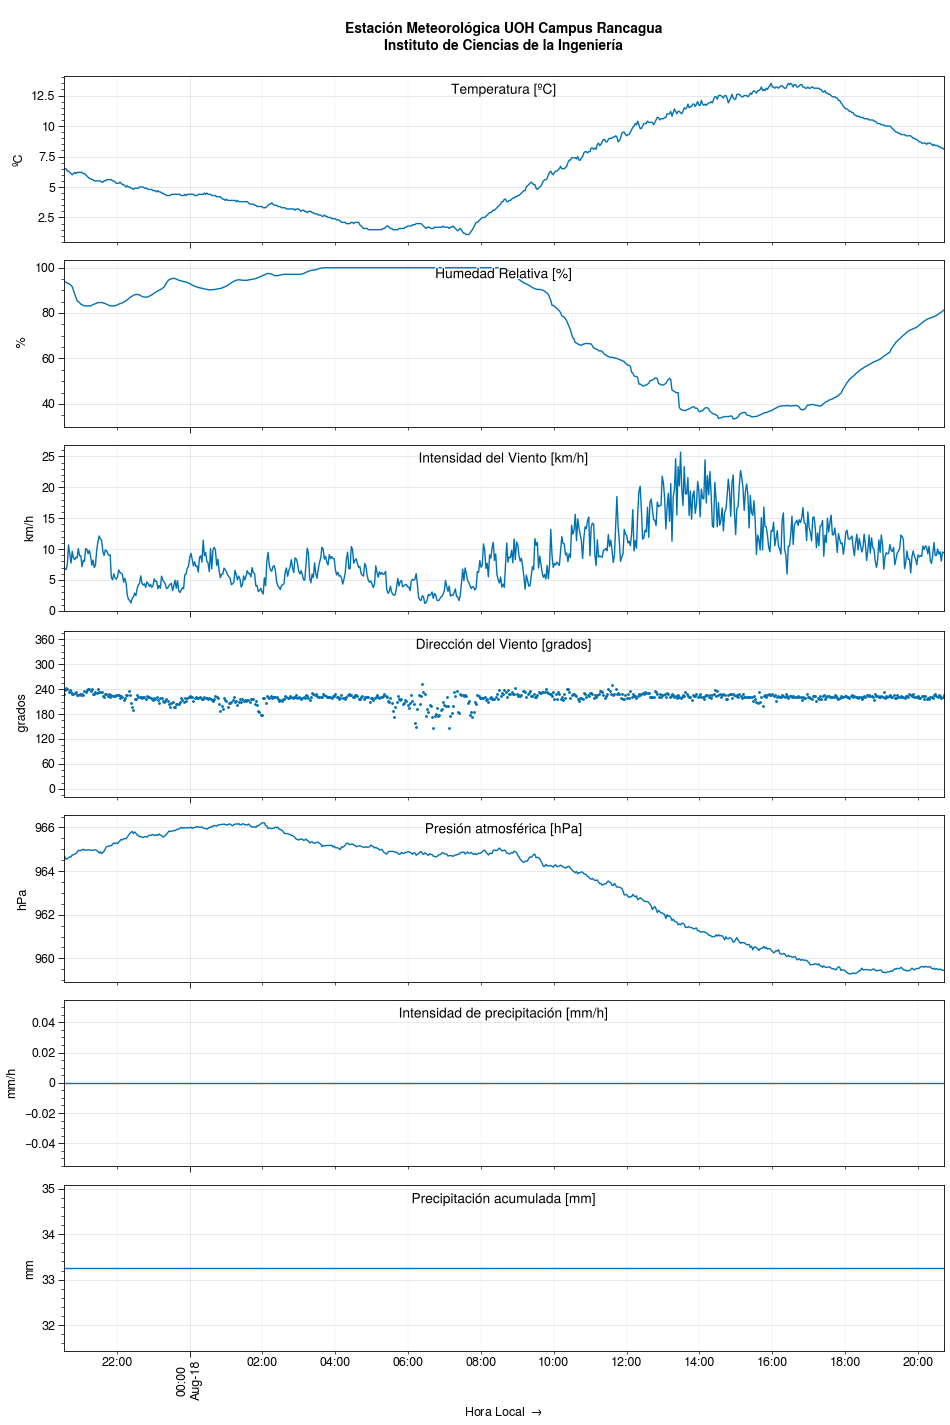 Estación Meteorológica UOH Campus Rancagua
Instituto de Ciencias de la Ingeniería
Temperatura [ºC]
ºC
12.5
10
7.5
5
2.5
Humedad Relativa [%]
%
100
80
60
40
Intensidad del Viento [km/h]
km/h
25
20
15
10
5
0
Dirección del Viento [grados]
grados
360
300
240
180
120
60
0
Presión atmosférica [hPa]
hPa
966
964
962
960
Intensidad de precipitación [mm/h]
mm/h
0.04
0.02
0
−0.02
−0.04
Precipitación acumulada [mm]
mm
35
34
33
32
22:00
00:00
Aug-18
02:00
04:00
06:00
08:00
10:00
12:00
14:00
16:00
18:00
20:00
Hora Local →